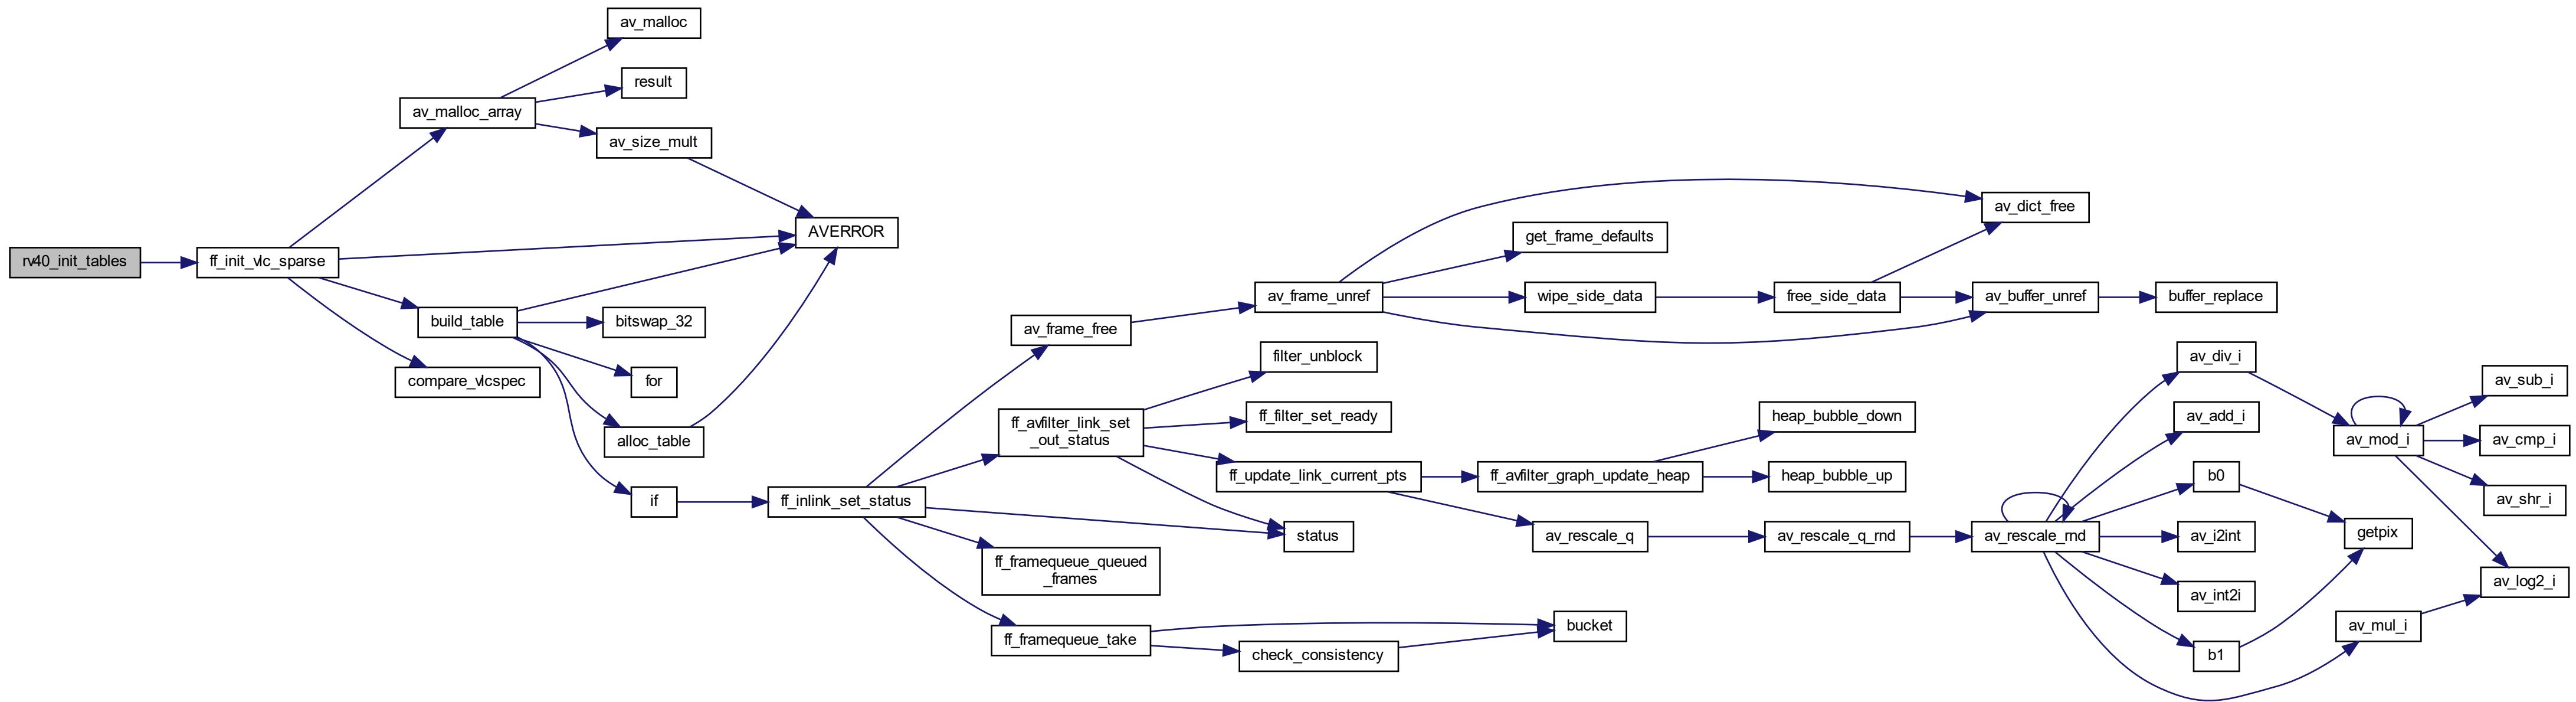 av_malloc
result
av_malloc_array
av_size_mult
AVERROR
rv40_init_tables
ff_init_vlc_sparse
build_table
bitswap_32
compare_vlcspec
for
alloc_table
if
ff_inlink_set_status
av_frame_free
av_frame_unref
av_dict_free
get_frame_defaults
wipe_side_data
free_side_data
av_buffer_unref
buffer_replace
filter_unblock
ff_avfilter_link_set
_out_status
ff_filter_set_ready
ff_update_link_current_pts
ff_avfilter_graph_update_heap
heap_bubble_down
heap_bubble_up
status
av_rescale_q
av_rescale_q_rnd
av_rescale_rnd
ff_framequeue_queued
_frames
ff_framequeue_take
check_consistency
bucket
av_div_i
av_add_i
b0
av_i2int
av_int2i
b1
av_mod_i
getpix
av_mul_i
av_sub_i
av_cmp_i
av_shr_i
av_log2_i